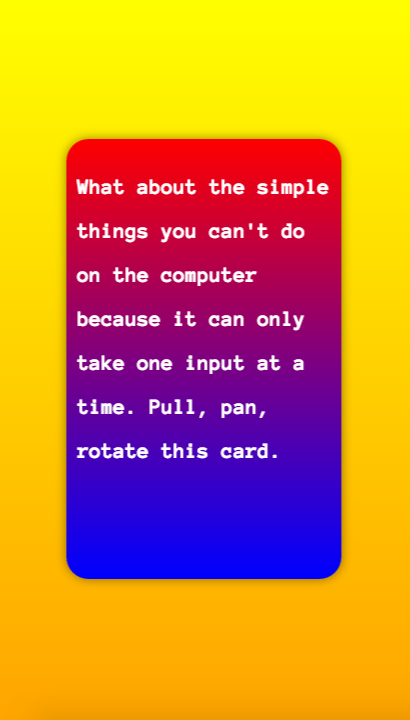 What about the simple
things you can't do
on the computer
because it can only
take one input at a
time. Pull, pan,
rotate this card.